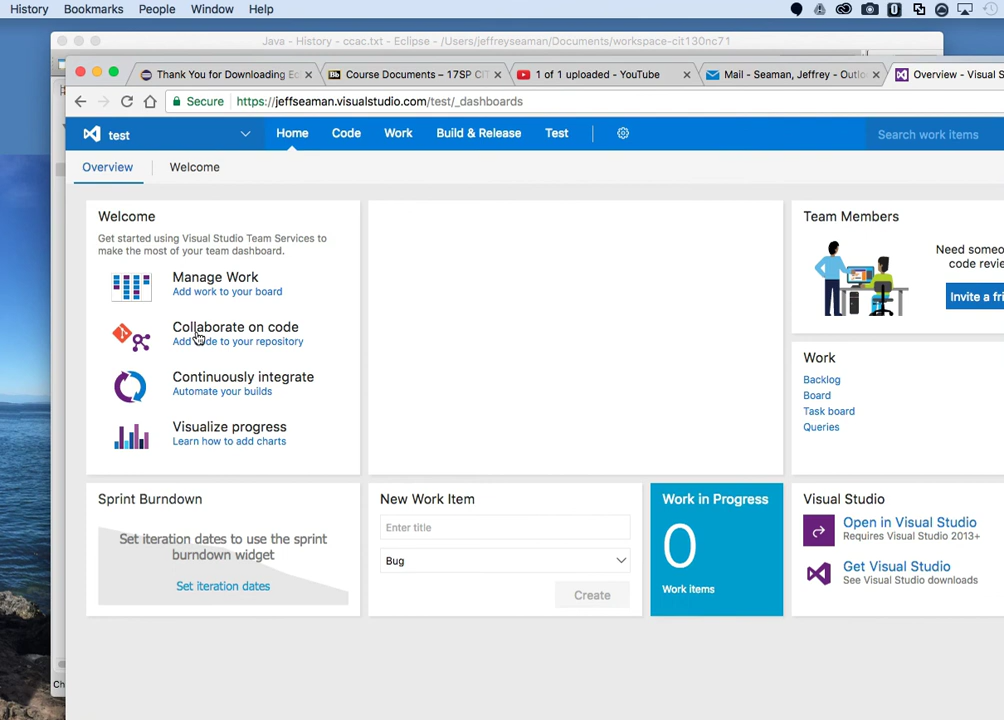 History Bookmarks People Window Help
Java - History - ccac.txt - Eclipse - /Users/jeffreyseaman/Documents/workspace-cit130nc71
Thank You for Downloading Ec
Course Documents – 17SP CIT
1 of 1 uploaded - YouTube
Mail - Seaman, Jeffrey - Outlo
Overview - Visual S
Secure https://jeffseaman.visualstudio.com/test/_dashboards
test Home Code Work Build & Release Test Search work items
Overview Welcome
Welcome
Get started using Visual Studio Team Services to
make the most of your team dashboard.
Manage Work
Add work to your board
Collaborate on code
Add code to your repository
Continuously integrate
Automate your builds
Visualize progress
Learn how to add charts
Team Members
Need someo
code revie
Invite a fri
Work
Backlog
Board
Task board
Queries
Sprint Burndown
Set iteration dates to use the sprint
burndown widget
Set iteration dates
New Work Item
Enter title
Bug
Create
Work in Progress
0
Work items
Visual Studio
Open in Visual Studio
Requires Visual Studio 2013+
Get Visual Studio
See Visual Studio downloads
Ch